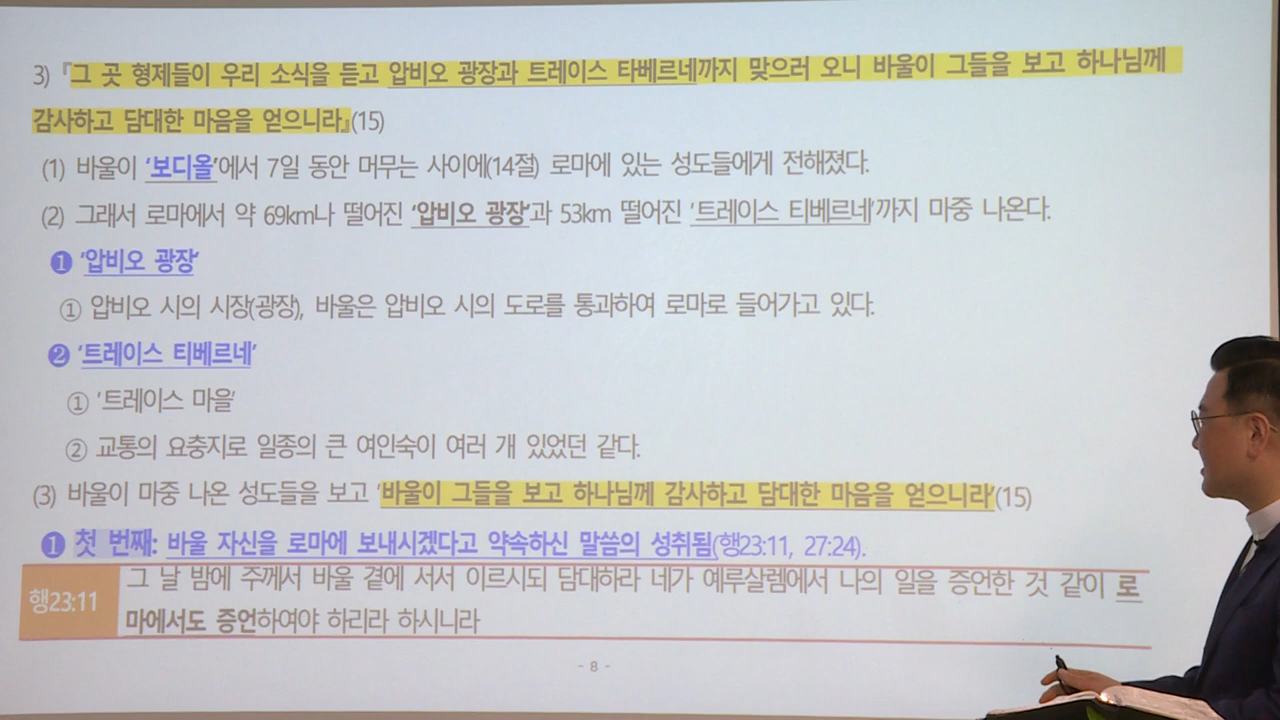 3) 『그 곳 형제들이 우리 소식을 듣고 압비오 광장과 트레이스 타베르네까지 맞으러 오니 바울이 그들을 보고 하나님께
감사하고 담대한 마음을 얻으니라』(15)
(1) 바울이 '보디올'에서 7일 동안 머무는 사이에(14절) 로마에 있는 성도들에게 전해졌다.
(2) 그래서 로마에서 약 69km나 떨어진 '압비오 광장'과 53km 떨어진 '트레이스 티베르네'까지 마중 나온다.
❶ '압비오 광장'
① 압비오 시의 시장(광장), 바울은 압비오 시의 도로를 통과하여 로마로 들어가고 있다.
❷ '트레이스 티베르네'
① '트레이스 마을'
② 교통의 요충지로 일종의 큰 여인숙이 여러 개 있었던 같다.
(3) 바울이 마중 나온 성도들을 보고 '바울이 그들을 보고 하나님께 감사하고 담대한 마음을 얻으니라'(15)
❶ 첫 번째: 바울 자신을 로마에 보내시겠다고 약속하신 말씀의 성취됨(행23:11, 27:24).
행23:11 그 날 밤에 주께서 바울 곁에 서서 이르시되 담대하라 네가 예루살렘에서 나의 일을 증언한 것 같이 로
마에서도 증언하여야 하리라 하시니라
- 8 -